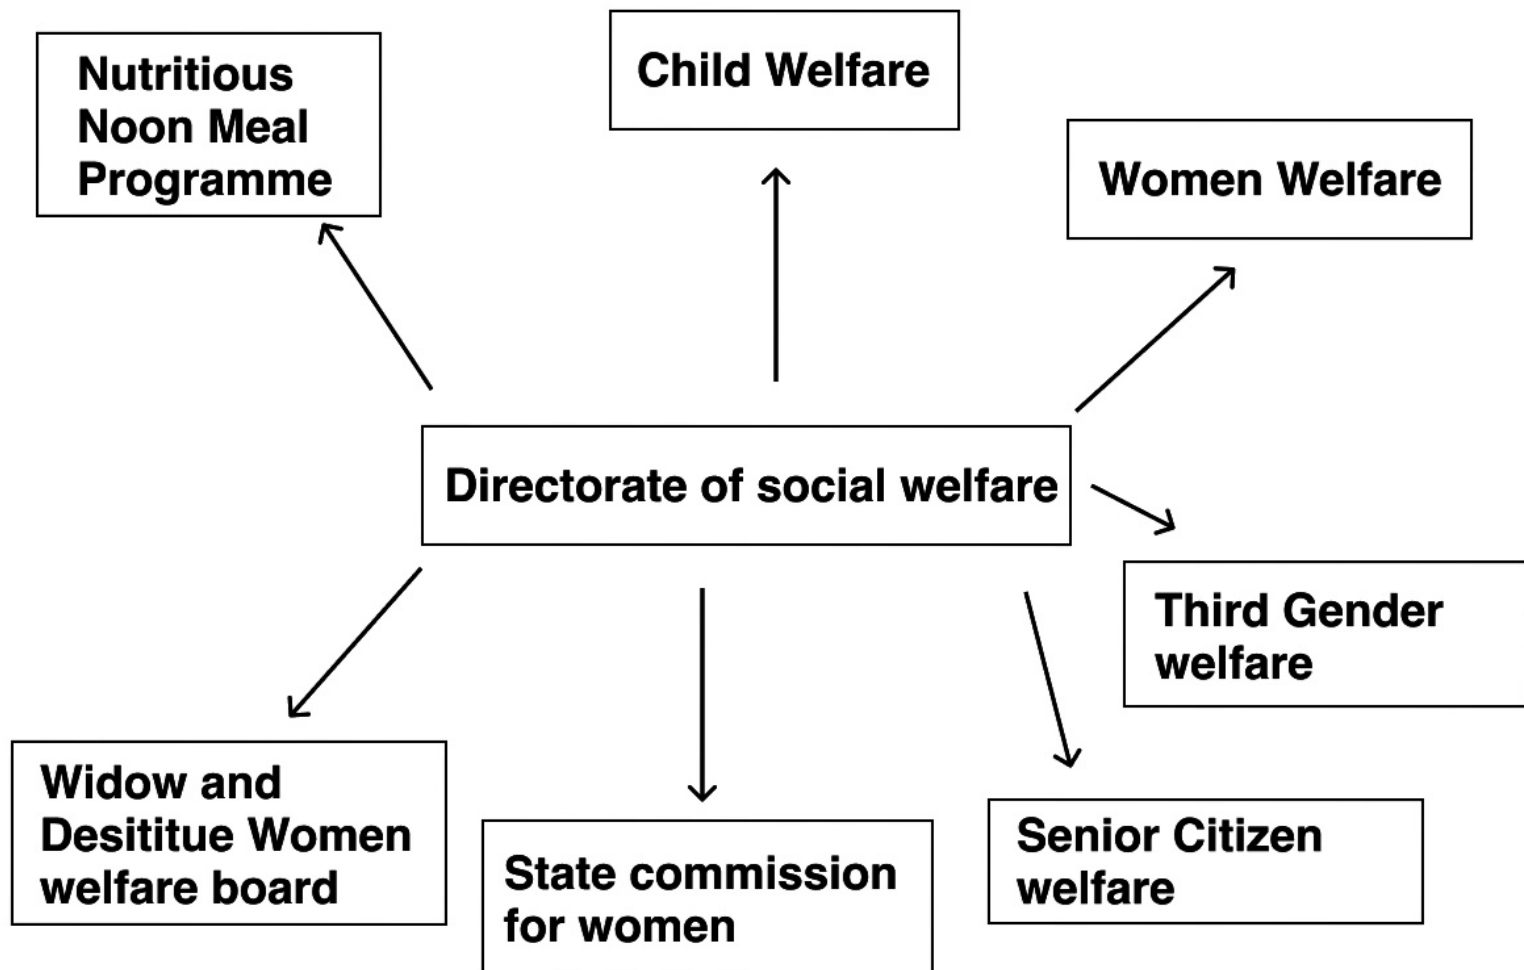 Nutritious
Noon Meal
Programme
Child Welfare
Women Welfare
Directorate of social welfare
Third Gender
welfare
Widow and
Desititue Women
welfare board
State commission
for women
Senior Citizen
welfare